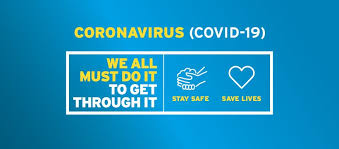 CORONAVIRUS (COVID-19)
WE ALL
MUST DO IT
TO GET
THROUGH IT
STAY SAFE
SAVE LIVES